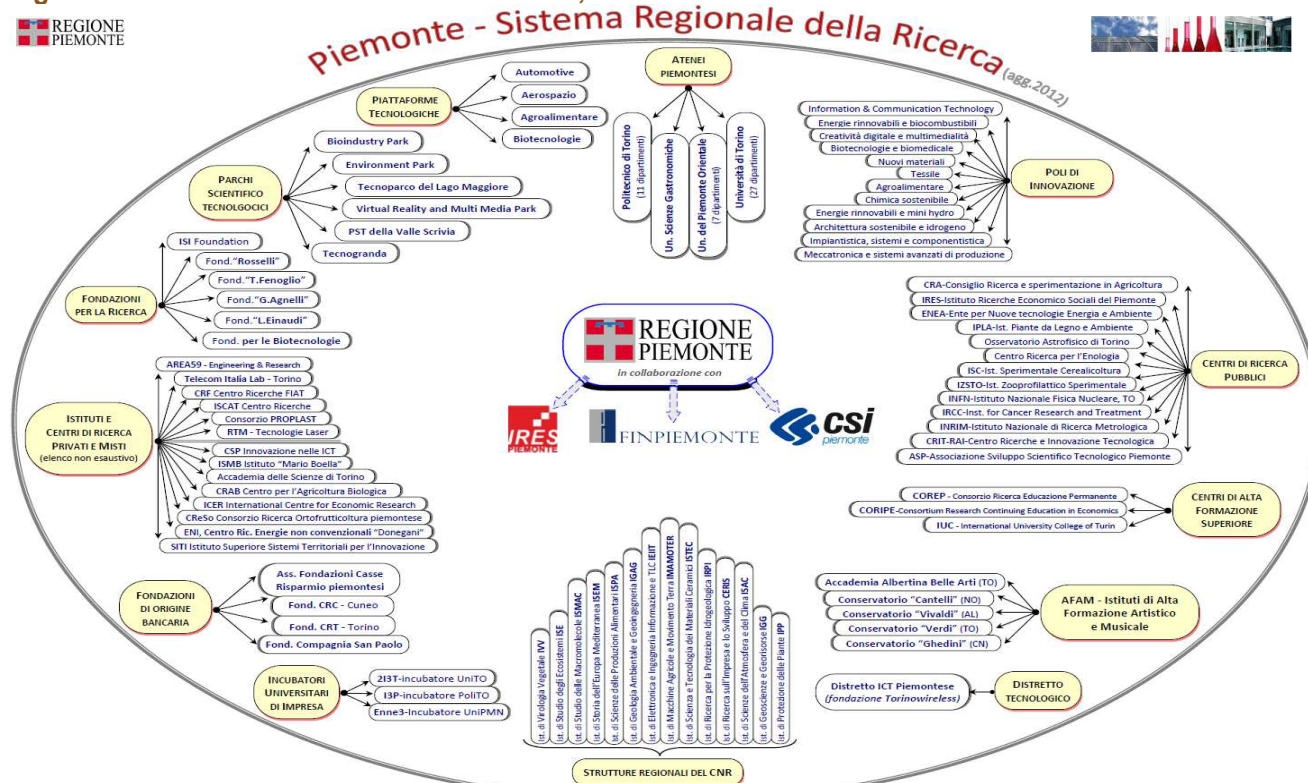 REGIONE
PIEMONTE
Piemonte - Sistema Regionale della Ricerca (agg.2012)
ATENEI
PIEMONTESI
Politecnico di Torino
(11 dipartimenti)
Un. Scienze Gastronomiche
Un. del Piemonte Orientale
(7 dipartimenti)
Università di Torino
(27 dipartimenti)
PIATTAFORME
TECNOLOGICHE
Automotive
Aerospazio
Agroalimentare
Biotecnologie
PARCHI
SCIENTIFICO
TECNOLGOCICI
Bioindustry Park
Environment Park
Tecnoparco del Lago Maggiore
Virtual Reality and Multi Media Park
PST della Valle Scrivia
Tecnogranda
FONDAZIONI
PER LA RICERCA
ISI Foundation
Fond."Rosselli"
Fond."T.Fenoglio"
Fond."G.Agnelli"
Fond."L.Einaudi"
Fond. per le Biotecnologie
ISTITUTI E
CENTRI DI RICERCA
PRIVATI E MISTI
(elenco non esaustivo)
AREA59 - Engineering & Research
Telecom Italia Lab - Torino
CRF Centro Ricerche FIAT
ISCAT Centro Ricerche
Consorzio PROPLAST
RTM - Tecnologie Laser
CSP Innovazione nelle ICT
ISMB Istituto "Mario Boella"
Accademia delle Scienze di Torino
CRAB Centro per l'Agricoltura Biologica
ICER International Centre for Economic Research
CReSo Consorzio Ricerca Ortofrutticoltura piemontese
ENI, Centro Ric. Energie non convenzionali "Donegani"
SITI Istituto Superiore Sistemi Territoriali per l'Innovazione
FONDAZIONI
DI ORIGINE
BANCARIA
Ass. Fondazioni Casse
Risparmio piemontesi
Fond. CRC - Cuneo
Fond. CRT - Torino
Fond. Compagnia San Paolo
INCUBATORI
UNIVERSITARI
DI IMPRESA
2I3T-incubatore UniTO
I3P-incubatore PoliTO
Enne3-Incubatore UniPMN
REGIONE
PIEMONTE
in collaborazione con
IRES
PIEMONTE
FINPIEMONTE
csi
piemonte
Ist. di Virologia Vegetale IVV
Ist. di Studio degli Ecosistemi ISE
Ist. di Studio delle Macromolecole ISMAC
Ist. di Storia dell'Europa Mediterranea ISEM
Ist. di Scienze delle Produzioni Alimentari ISPA
Ist. di Geologia Ambientale e Geoingegneria IGAG
Ist. di Elettronica e Ingegneria Informazione e TLC IEIIT
Ist. di Macchine Agricole e Movimento Terra IMAMOTER
Ist. di Scienza e Tecnologia dei Materiali Ceramici ISTEC
Ist. di Ricerca per la Protezione Idrogeologica IRPI
Ist. di Ricerca sull'Impresa e lo Sviluppo CERIS
Ist. di Scienze dell'Atmosfera e del Clima ISAC
Ist. di Geoscienze e Georisorse IGG
Ist. di Protezione delle Piante IPP
STRUTTURE REGIONALI DEL CNR
POLI DI
INNOVAZIONE
Information & Communication Technology
Energie rinnovabili e biocombustibili
Creatività digitale e multimedialità
Biotecnologie e biomedicale
Nuovi materiali
Tessile
Agroalimentare
Chimica sostenibile
Energie rinnovabili e mini hydro
Architettura sostenibile e idrogeno
Impiantistica, sistemi e componentistica
Meccatronica e sistemi avanzati di produzione
CENTRI DI RICERCA
PUBBLICI
CRA-Consiglio Ricerca e sperimentazione in Agricoltura
IRES-Istituto Ricerche Economico Sociali del Piemonte
ENEA-Ente per Nuove tecnologie Energia e Ambiente
IPLA-Ist. Piante da Legno e Ambiente
Osservatorio Astrofisico di Torino
Centro Ricerca per l'Enologia
ISC-Ist. Sperimentale Cerealicoltura
IZSTO-Ist. Zooprofilattico Sperimentale
INFN-Istituto Nazionale Fisica Nucleare, TO
IRCC-Inst. for Cancer Research and Treatment
INRIM-Istituto Nazionale di Ricerca Metrologica
CRIT-RAI-Centro Ricerche e Innovazione Tecnologica
ASP-Associazione Sviluppo Scientifico Tecnologico Piemonte
CENTRI DI ALTA
FORMAZIONE
SUPERIORE
COREP - Consorzio Ricerca Educazione Permanente
CORIPE-Consortium Research Continuing Education in Economics
IUC - International University College of Turin
AFAM - Istituti di Alta
Formazione Artistico
e Musicale
Accademia Albertina Belle Arti (TO)
Conservatorio "Cantelli" (NO)
Conservatorio "Vivaldi" (AL)
Conservatorio "Verdi" (TO)
Conservatorio "Ghedini" (CN)
DISTRETTO
TECNOLOGICO
Distretto ICT Piemontese
(fondazione Torinowireless)